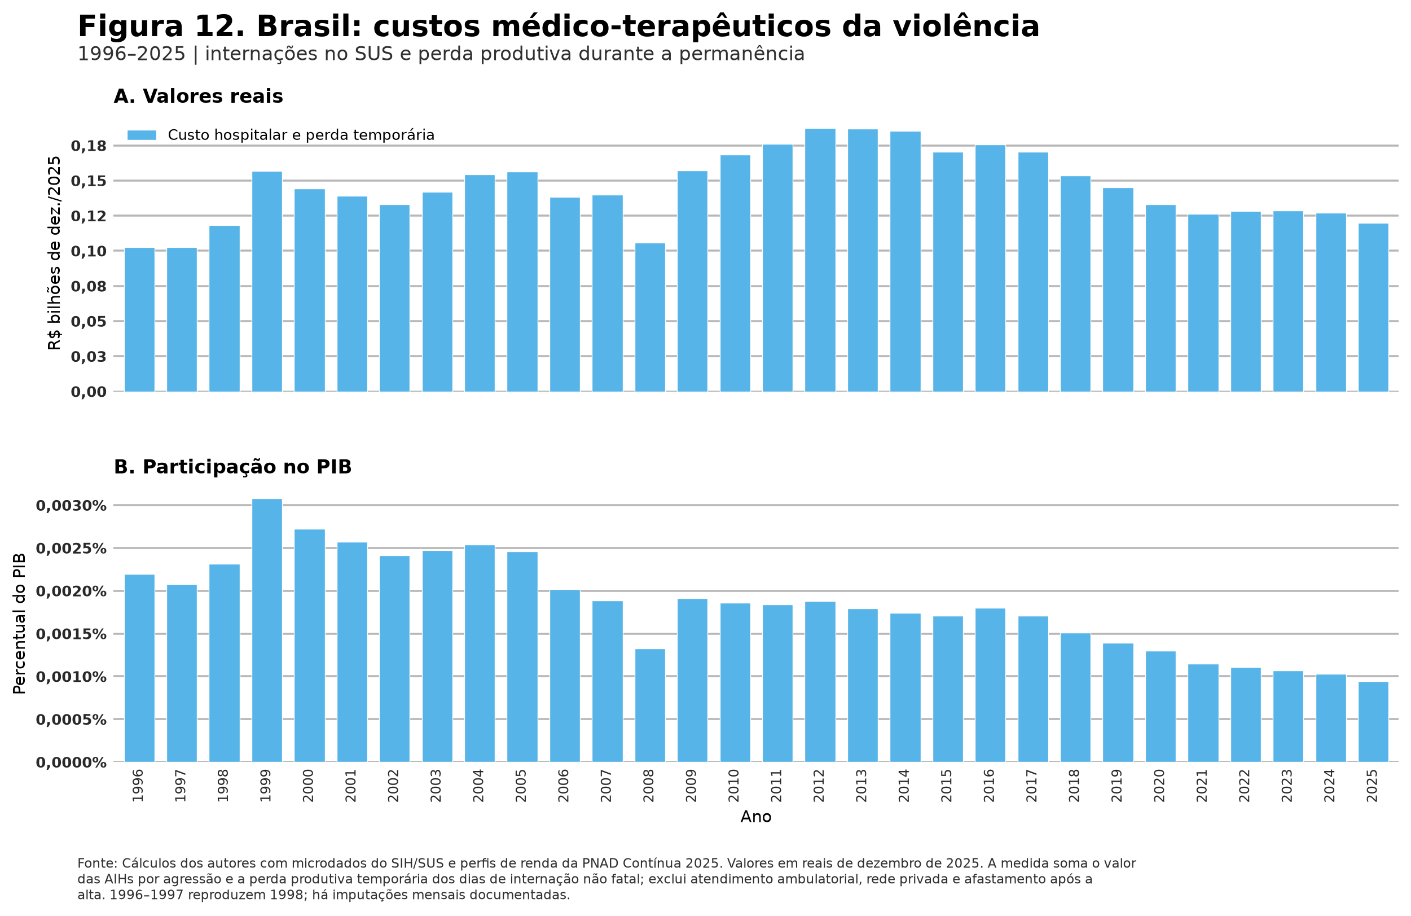 Figura 12. Brasil: custos médico-terapêuticos da violência
1996–2025 | internações no SUS e perda produtiva durante a permanência
A. Valores reais
Custo hospitalar e perda temporária
R$ bilhões de dez./2025
0,18
0,15
0,12
0,10
0,08
0,05
0,03
0,00
B. Participação no PIB
Percentual do PIB
0,0030%
0,0025%
0,0020%
0,0015%
0,0010%
0,0005%
0,0000%
1996 1997 1998 1999 2000 2001 2002 2003 2004 2005 2006 2007 2008 2009 2010 2011 2012 2013 2014 2015 2016 2017 2018 2019 2020 2021 2022 2023 2024 2025
Ano
Fonte: Cálculos dos autores com microdados do SIH/SUS e perfis de renda da PNAD Contínua 2025. Valores em reais de dezembro de 2025. A medida soma o valor
das AIHs por agressão e a perda produtiva temporária dos dias de internação não fatal; exclui atendimento ambulatorial, rede privada e afastamento após a
alta. 1996–1997 reproduzem 1998; há imputações mensais documentadas.